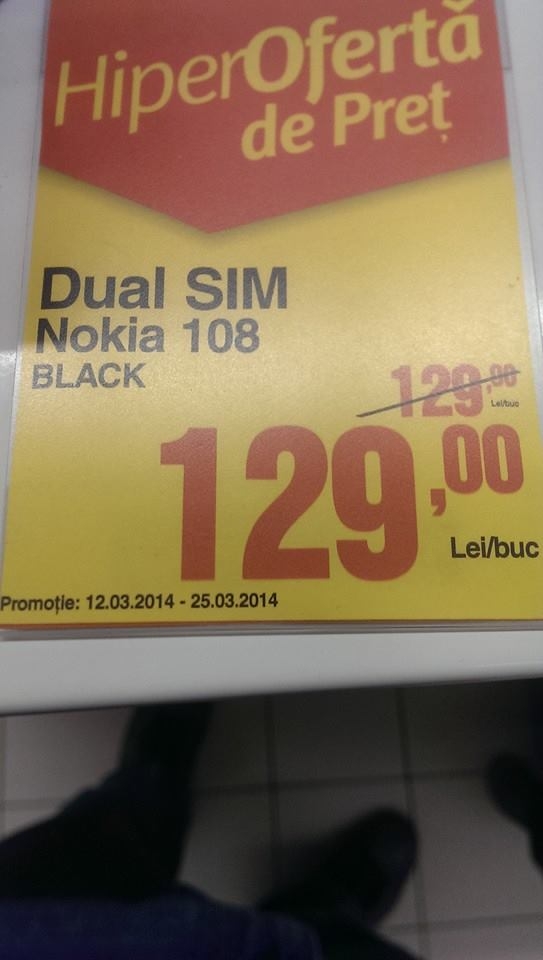 HiperOfertă
de Preț
Dual SIM
Nokia 108
BLACK
129,00
Lei/buc
129,00
Lei/buc
Promoție: 12.03.2014 - 25.03.2014